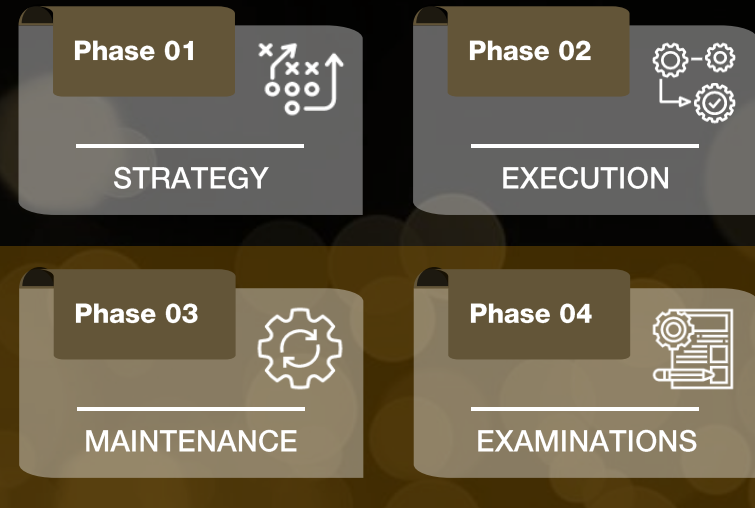 Phase 01
STRATEGY
Phase 02
EXECUTION
Phase 03
MAINTENANCE
Phase 04
EXAMINATIONS